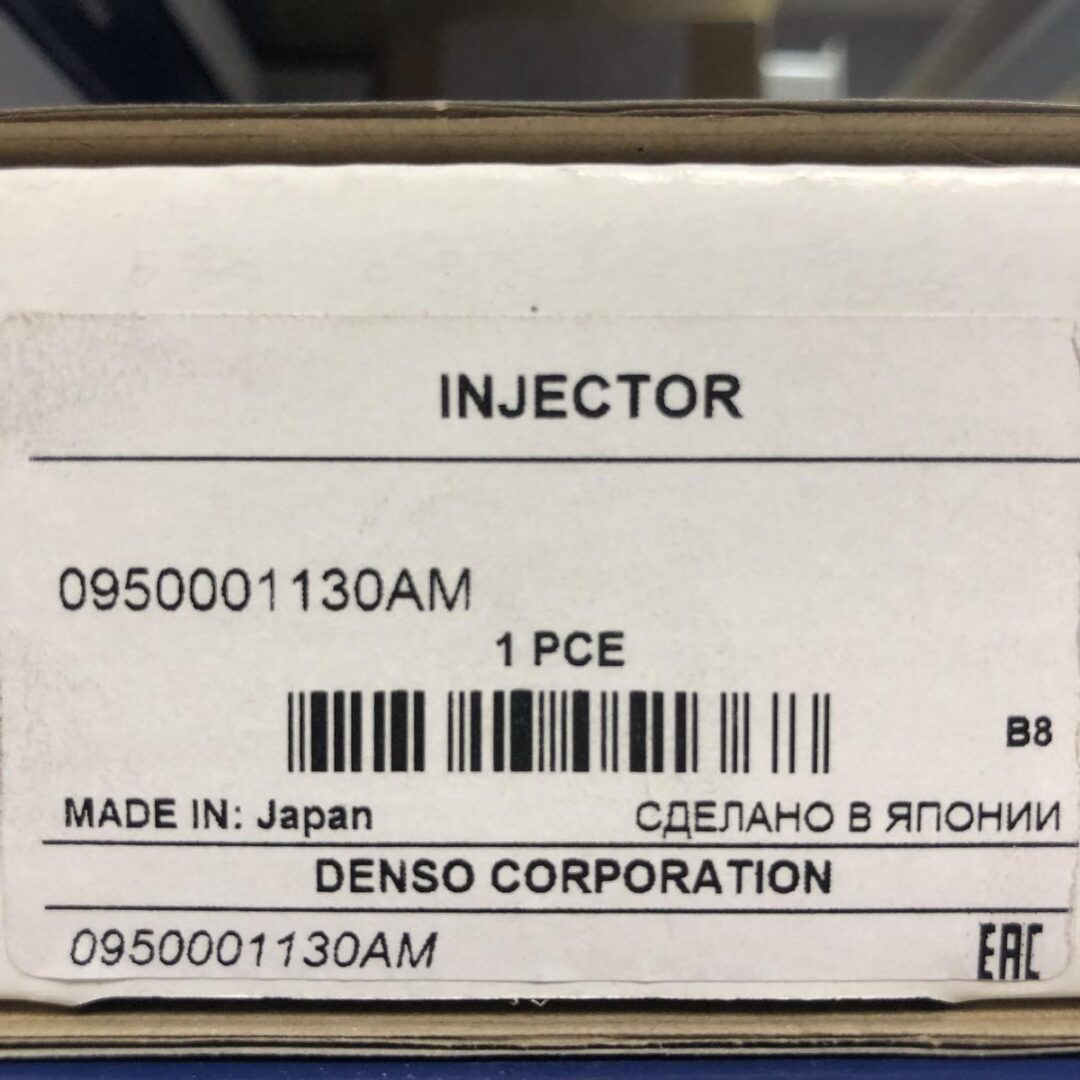 INJECTOR
0950001130AM
1 PCE
B8
MADE IN: Japan СДЕЛАНО В ЯПОНИИ
DENSO CORPORATION
0950001130AM EAC